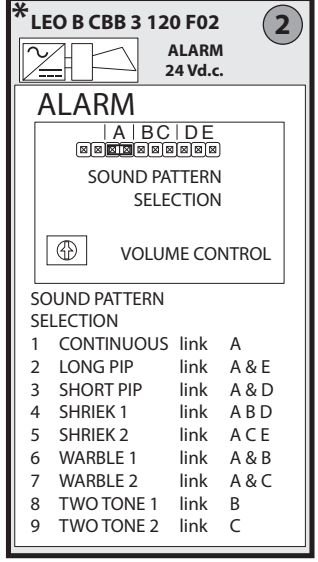 *LEO B CBB 3 120 F02
2
ALARM
24 Vd.c.
ALARM
| A | B C | D E
SOUND PATTERN
SELECTION
VOLUME CONTROL
SOUND PATTERN
SELECTION
1 CONTINUOUS link A
2 LONG PIP link A & E
3 SHORT PIP link A & D
4 SHRIEK 1 link A B D
5 SHRIEK 2 link A C E
6 WARBLE 1 link A & B
7 WARBLE 2 link A & C
8 TWO TONE 1 link B
9 TWO TONE 2 link C